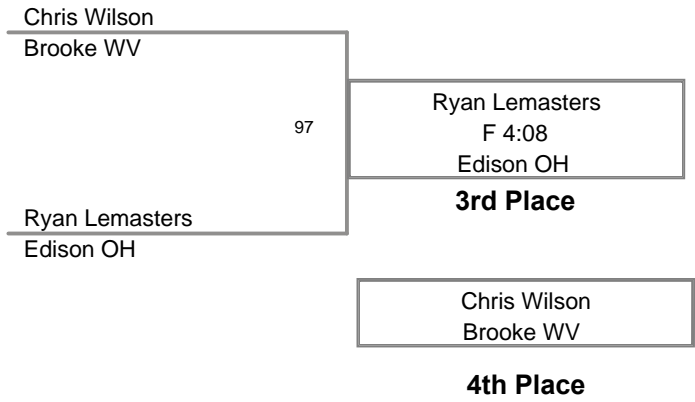 Chris Wilson
Brooke WV
97
Ryan Lemasters
F 4:08
Edison OH
3rd Place
Ryan Lemasters
Edison OH
Chris Wilson
Brooke WV
4th Place